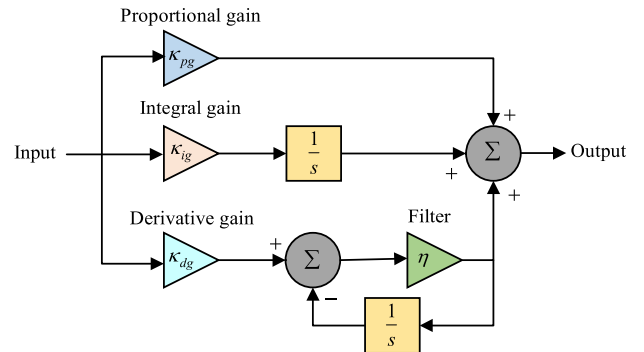 Proportional gain
κpg
+
Integral gain
Input
κig
1
s
Σ
Output
+
+
Derivative gain
Filter
κdg
+
Σ
η
−
1
s